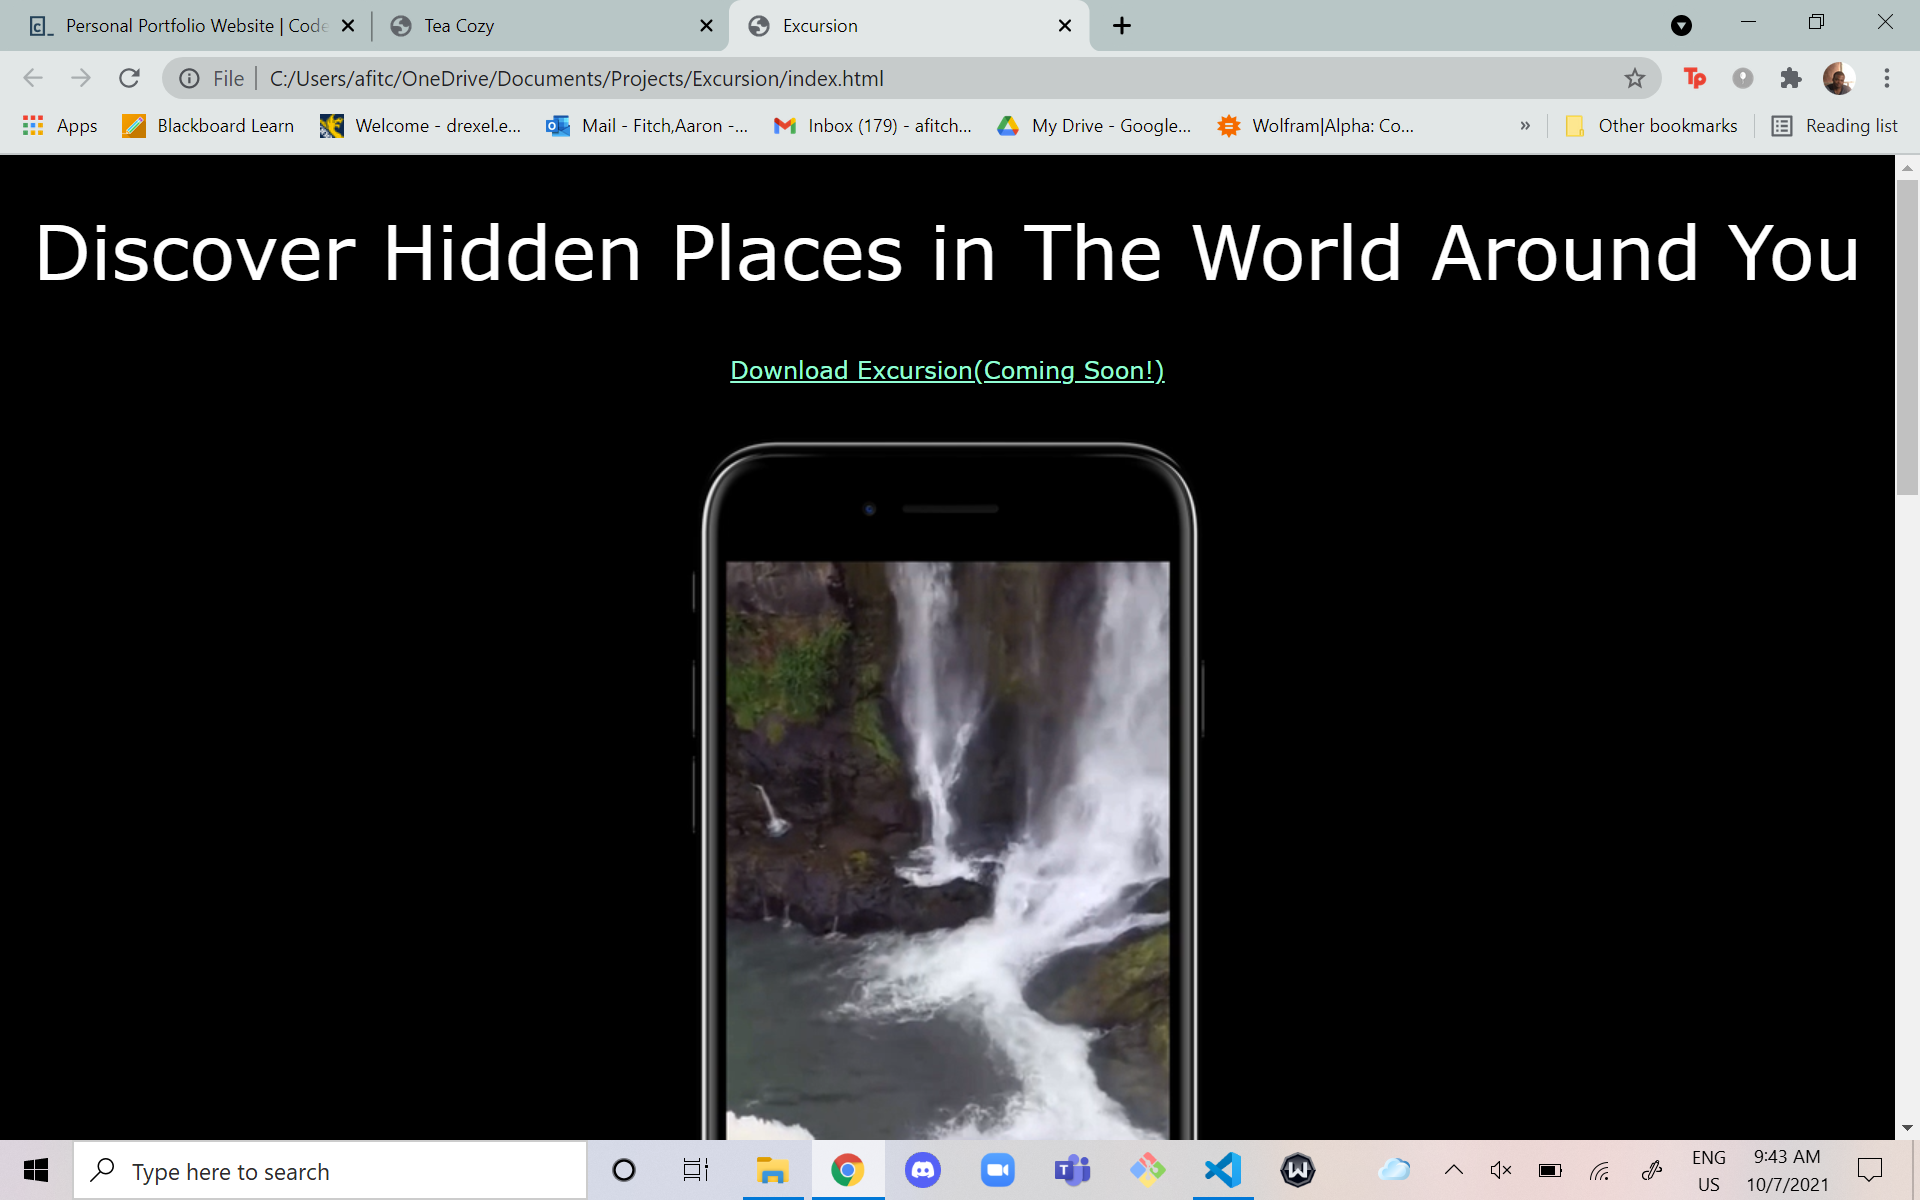 Personal Portfolio Website | Code
Tea Cozy
Excursion
File
C:/Users/afitc/OneDrive/Documents/Projects/Excursion/index.html
Tp
Apps
Blackboard Learn
Welcome - drexel.e...
Mail - Fitch,Aaron -...
Inbox (179) - afitch...
My Drive - Google...
Wolfram|Alpha: Co...
»
Other bookmarks
Reading list
Discover Hidden Places in The World Around You
Download Excursion(Coming Soon!)
Type here to search
ENG
US
9:43 AM
10/7/2021